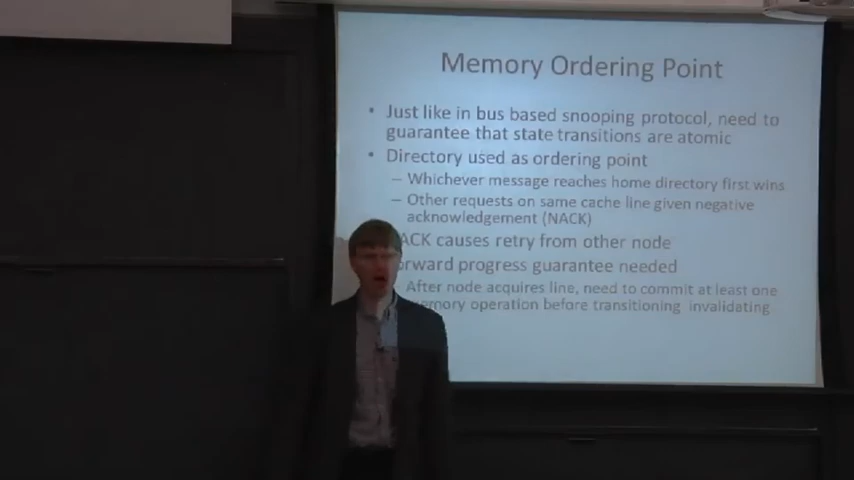 Memory Ordering Point
• Just like in bus based snooping protocol, need to
guarantee that state transitions are atomic
• Directory used as ordering point
– Whichever message reaches home directory first wins
– Other requests on same cache line given negative
acknowledgement (NACK)
ACK causes retry from other node
orward progress guarantee needed
After node acquires line, need to commit at least one
emory operation before transitioning invalidating